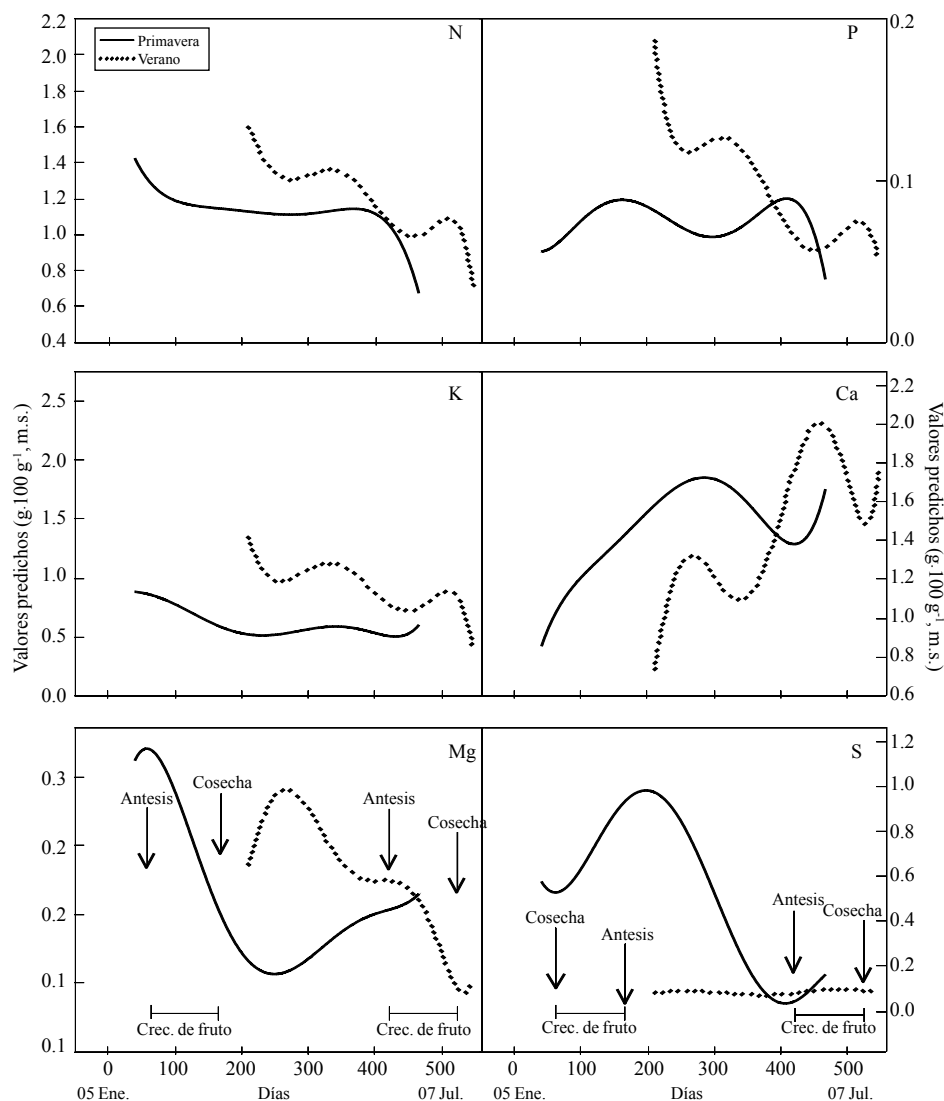 N
P
Primavera
Verano
2.2
2.0
1.8
1.6
1.4
1.2
1.0
0.8
0.6
0.4
0.2
0.1
0.0
K
Ca
2.5
2.0
1.5
1.0
0.5
0.0
2.2
2.0
1.8
1.6
1.4
1.2
1.0
0.8
0.6
Valores predichos (g·100 g⁻¹, m.s.)
Valores predichos (g·100 g⁻¹, m.s.)
Mg
S
0.3
0.2
0.2
0.1
0.1
Antesis
Cosecha
Antesis
Cosecha
Crec. de fruto
Crec. de fruto
1.2
1.0
0.8
0.6
0.4
0.2
0.0
Cosecha
Antesis
Antesis
Cosecha
Crec. de fruto
Crec. de fruto
0 100 200 300 400 500
0 100 200 300 400 500
05 Ene. Días 07 Jul.
05 Ene. Días 07 Jul.